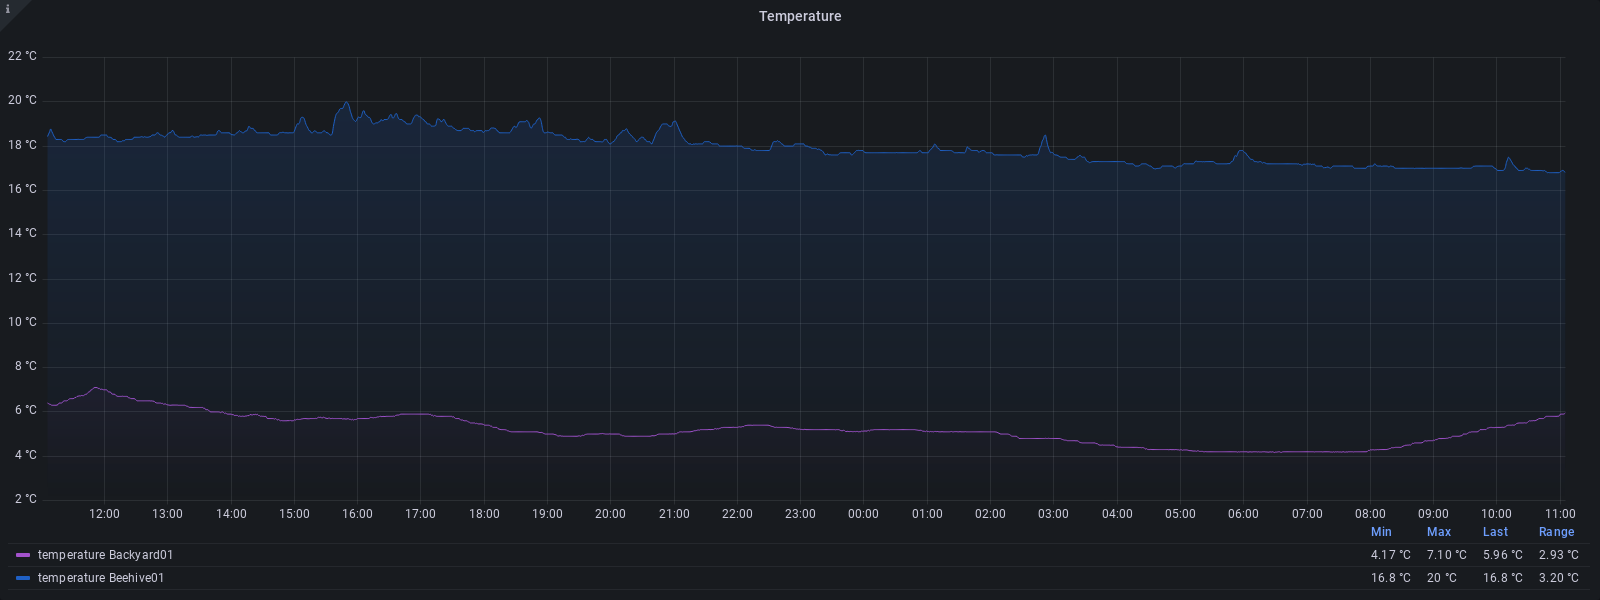 i
Temperature
22 °C
20 °C
18 °C
16 °C
14 °C
12 °C
10 °C
8 °C
6 °C
4 °C
2 °C
12:00 13:00 14:00 15:00 16:00 17:00 18:00 19:00 20:00 21:00 22:00 23:00 00:00 01:00 02:00 03:00 04:00 05:00 06:00 07:00 08:00 09:00 10:00 11:00
Min Max Last Range
temperature Backyard01 4.17 °C 7.10 °C 5.96 °C 2.93 °C
temperature Beehive01 16.8 °C 20 °C 16.8 °C 3.20 °C